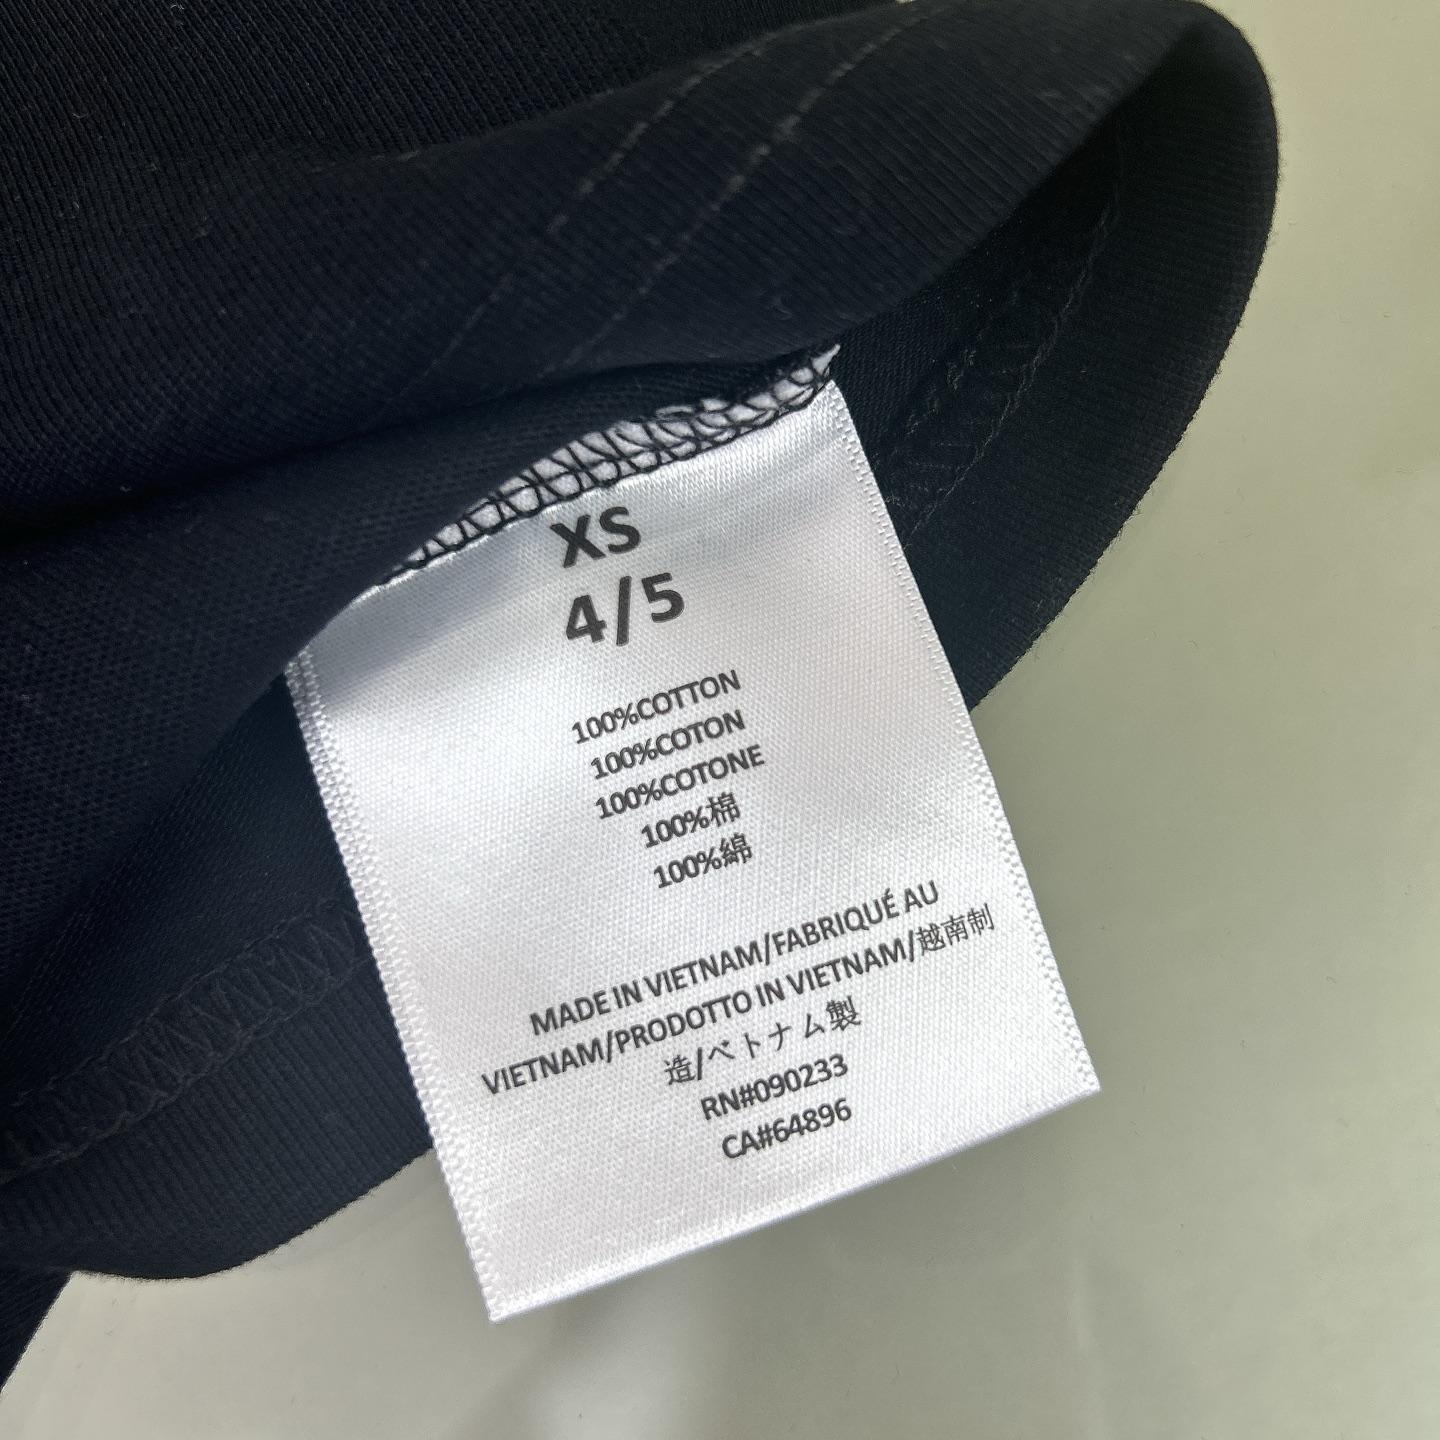 XS
4/5
100%COTTON
100%COTON
100%COTONE
100%棉
100%綿
MADE IN VIETNAM/FABRIQUÉ AU
VIETNAM/PRODOTTO IN VIETNAM/越南制
造/ベトナム製
RN#090233
CA#64896